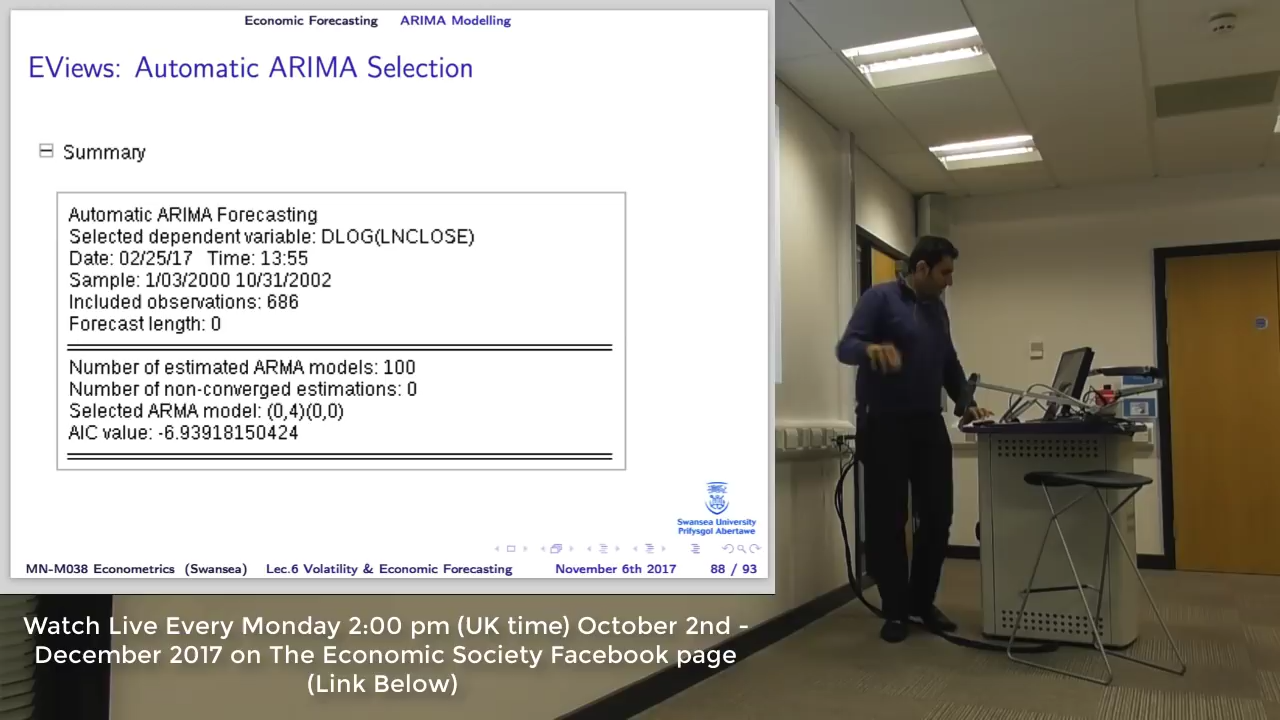 Economic Forecasting ARIMA Modelling
EViews: Automatic ARIMA Selection
Summary
Automatic ARIMA Forecasting
Selected dependent variable: DLOG(LNCLOSE)
Date: 02/25/17 Time: 13:55
Sample: 1/03/2000 10/31/2002
Included observations: 686
Forecast length: 0
Number of estimated ARMA models: 100
Number of non-converged estimations: 0
Selected ARMA model: (0,4)(0,0)
AIC value: -6.93918150424
Swansea University
Prifysgol Abertawe
MN-M038 Econometrics (Swansea) Lec.6 Volatility & Economic Forecasting November 6th 2017 88 / 93
Watch Live Every Monday 2:00 pm (UK time) October 2nd -
December 2017 on The Economic Society Facebook page
(Link Below)